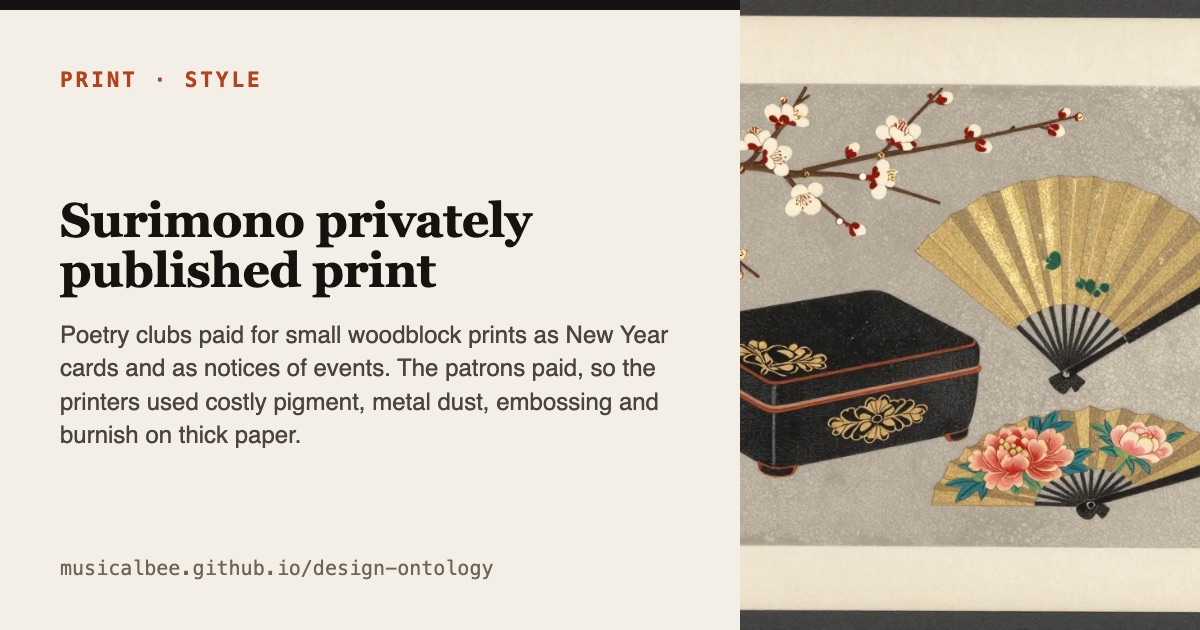 PRINT · STYLE
Surimono privately
published print
Poetry clubs paid for small woodblock prints as New Year
cards and as notices of events. The patrons paid, so the
printers used costly pigment, metal dust, embossing and
burnish on thick paper.
musicalbee.github.io/design-ontology